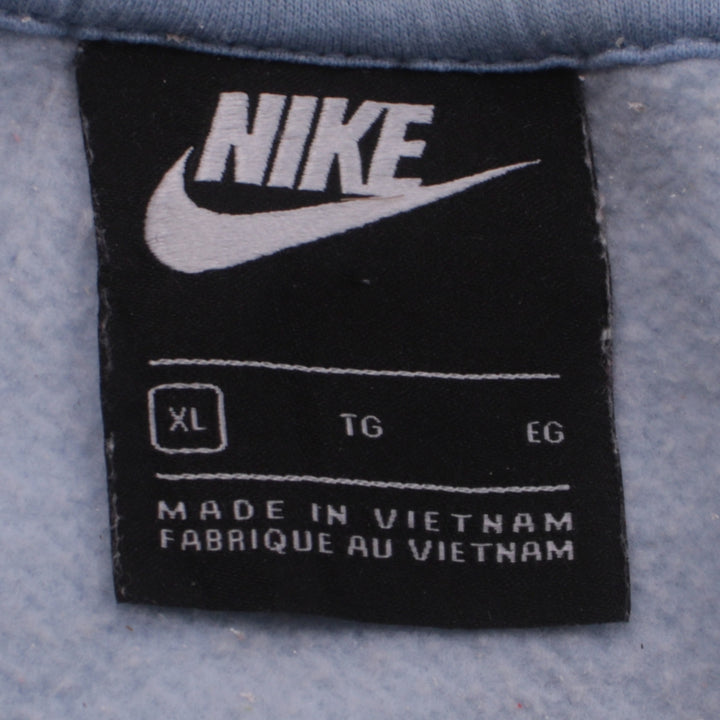 NIKE
XL TG EG
MADE IN VIETNAM
FABRIQUE AU VIETNAM